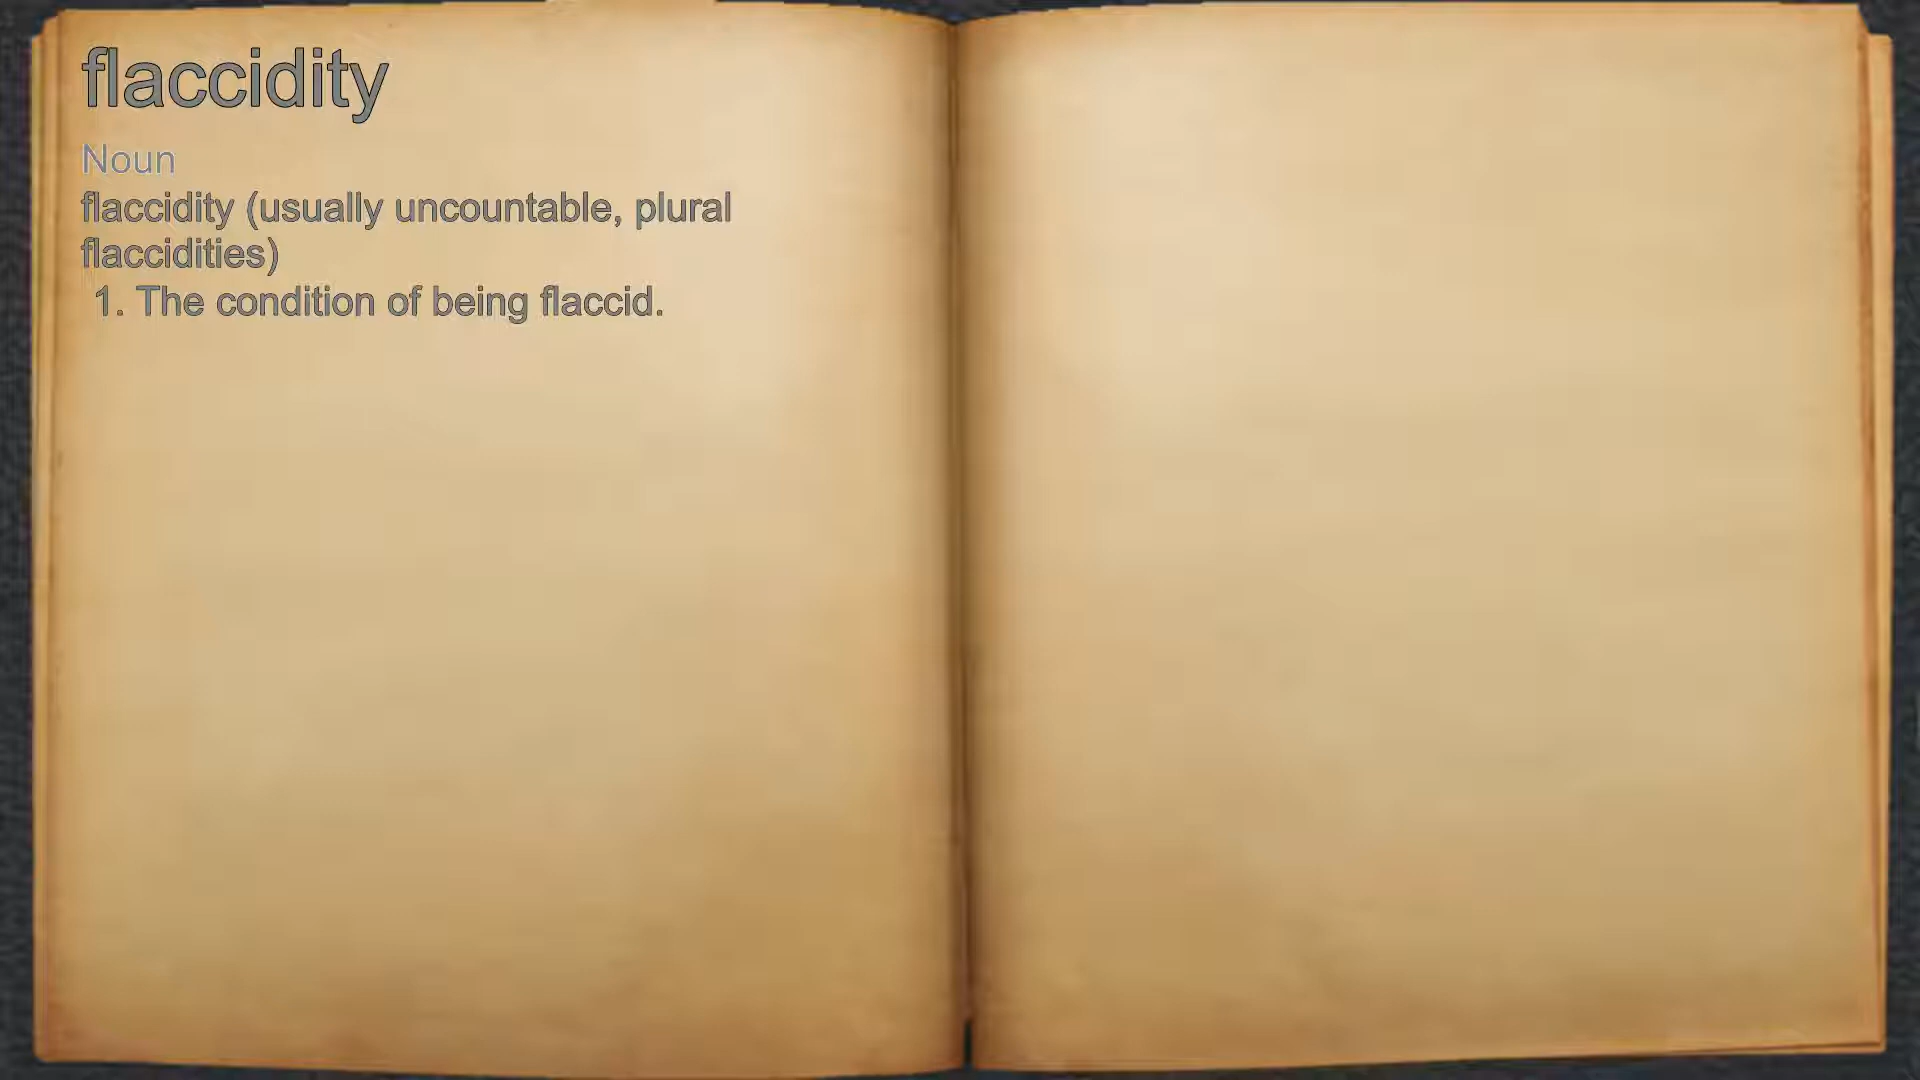 flaccidity
Noun
flaccidity (usually uncountable, plural
flaccidities)
1. The condition of being flaccid.